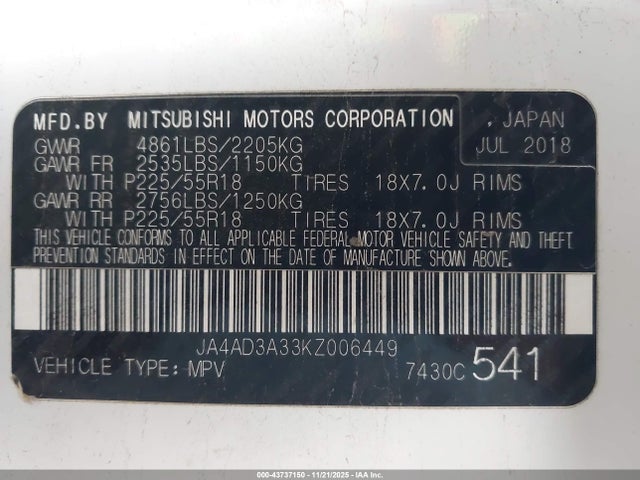 MFD.BY MITSUBISHI MOTORS CORPORATION , JAPAN
GVWR 4861LBS/2205KG JUL 2018
GAWR FR 2535LBS/1150KG
WITH P225/55R18 TIRES 18X7.0J RIMS
GAWR RR 2756LBS/1250KG
WITH P225/55R18 TIRES 18X7.0J RIMS
THIS VEHICLE CONFORMS TO ALL APPLICABLE FEDERAL MOTOR VEHICLE SAFETY AND THEFT
PREVENTION STANDARDS IN EFFECT ON THE DATE OF MANUFACTURE SHOWN ABOVE.
JA4AD3A33KZ006449
VEHICLE TYPE: MPV 7430C 541
000-43737150 - 11/21/2025 - IAA Inc.